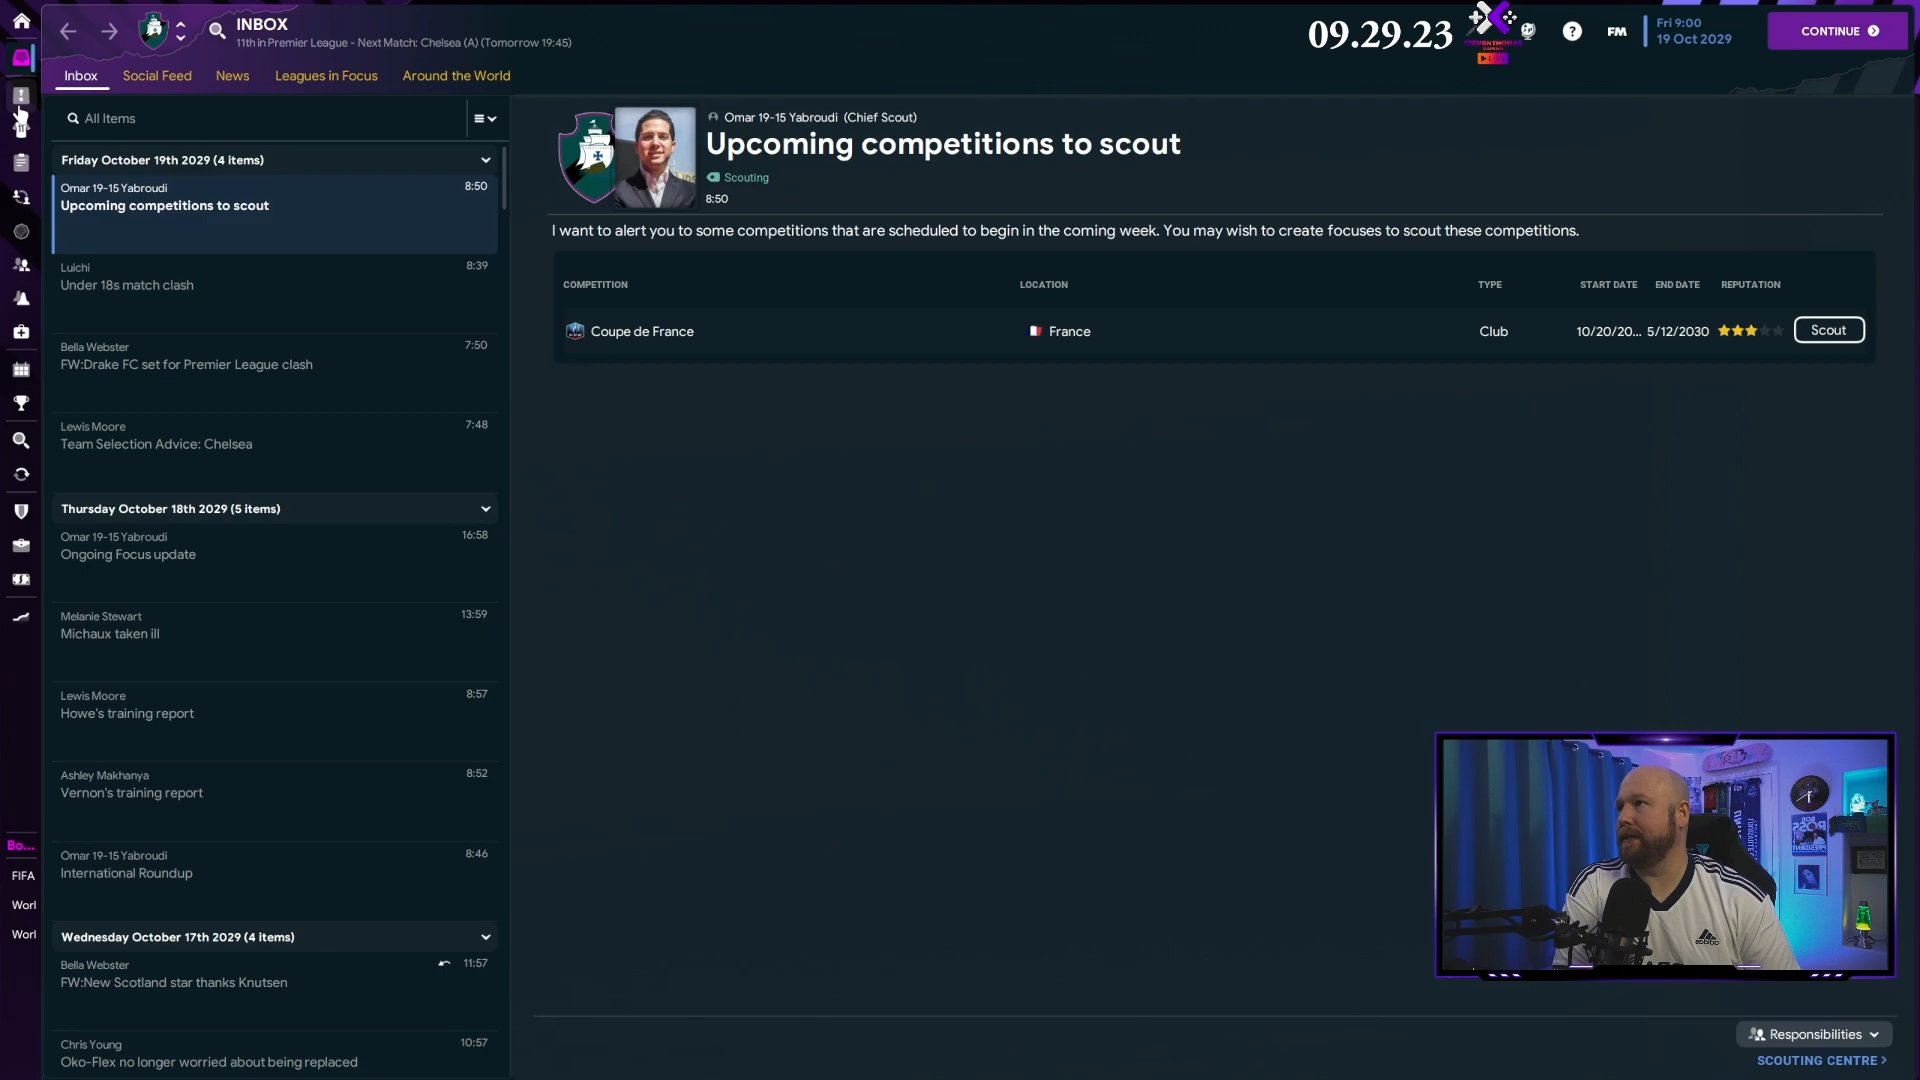 INBOX
11th in Premier League - Next Match: Chelsea (A) (Tomorrow 19:45)
09.29.23
FM
Fri 9:00
19 Oct 2029
CONTINUE
Inbox
Social Feed
News
Leagues in Focus
Around the World
All Items
Friday October 19th 2029 (4 items)
Omar 19-15 Yabroudi
8:50
Upcoming competitions to scout
Luichi
8:39
Under 18s match clash
Bella Webster
7:50
FW:Drake FC set for Premier League clash
Lewis Moore
7:48
Team Selection Advice: Chelsea
Thursday October 18th 2029 (5 items)
Omar 19-15 Yabroudi
16:58
Ongoing Focus update
Melanie Stewart
13:59
Michaux taken ill
Lewis Moore
8:57
Howe's training report
Ashley Makhanya
8:52
Vernon's training report
Omar 19-15 Yabroudi
8:46
International Roundup
Wednesday October 17th 2029 (4 items)
Bella Webster
11:57
FW:New Scotland star thanks Knutsen
Chris Young
10:57
Oko-Flex no longer worried about being replaced
Bo...
FIFA
Worl
Worl
Omar 19-15 Yabroudi (Chief Scout)
Upcoming competitions to scout
Scouting
8:50
I want to alert you to some competitions that are scheduled to begin in the coming week. You may wish to create focuses to scout these competitions.
COMPETITION
LOCATION
TYPE
START DATE
END DATE
REPUTATION
Coupe de France
France
Club
10/20/20...
5/12/2030
Scout
adidas
Responsibilities
SCOUTING CENTRE >